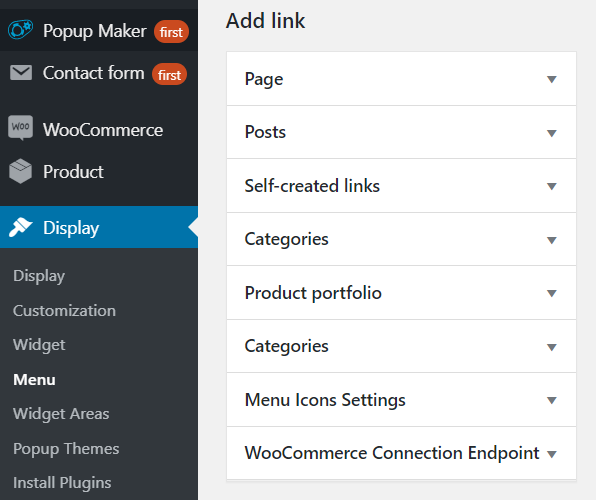 Popup Maker first
Contact form first
Woo WooCommerce
Product
Display
Display
Customization
Widget
Menu
Widget Areas
Popup Themes
Install Plugins
Add link
Page
Posts
Self-created links
Categories
Product portfolio
Categories
Menu Icons Settings
WooCommerce Connection Endpoint